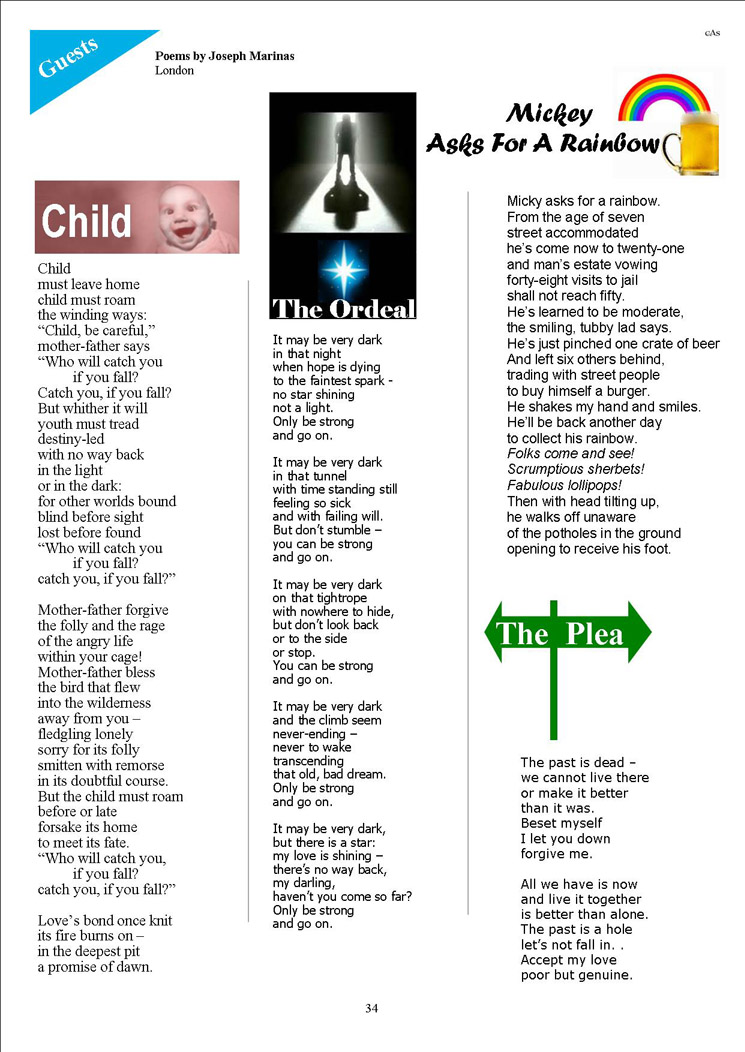 cAs
Guests
Poems by Joseph Marinas
London
Child
Child
must leave home
child must roam
the winding ways:
“Child, be careful,”
mother-father says
“Who will catch you
if you fall?
Catch you, if you fall?
But whither it will
youth must tread
destiny-led
with no way back
in the light
or in the dark:
for other worlds bound
blind before sight
lost before found
“Who will catch you
if you fall?
catch you, if you fall?”
Mother-father forgive
the folly and the rage
of the angry life
within your cage!
Mother-father bless
the bird that flew
into the wilderness
away from you –
fledgling lonely
sorry for its folly
smitten with remorse
in its doubtful course.
But the child must roam
before or late
forsake its home
to meet its fate.
“Who will catch you,
if you fall?
catch you, if you fall?”
Love’s bond once knit
its fire burns on –
in the deepest pit
a promise of dawn.
The Ordeal
It may be very dark
in that night
when hope is dying
to the faintest spark -
no star shining
not a light.
Only be strong
and go on.
It may be very dark
in that tunnel
with time standing still
feeling so sick
and with failing will.
But don’t stumble –
you can be strong
and go on.
It may be very dark
on that tightrope
with nowhere to hide,
but don’t look back
or to the side
or stop.
You can be strong
and go on.
It may be very dark
and the climb seem
never-ending –
never to wake
transcending
that old, bad dream.
Only be strong
and go on.
It may be very dark,
but there is a star:
my love is shining –
there’s no way back,
my darling,
haven’t you come so far?
Only be strong
and go on.
Mickey
Asks For A Rainbow
Micky asks for a rainbow.
From the age of seven
street accommodated
he’s come now to twenty-one
and man’s estate vowing
forty-eight visits to jail
shall not reach fifty.
He’s learned to be moderate,
the smiling, tubby lad says.
He’s just pinched one crate of beer
And left six others behind,
trading with street people
to buy himself a burger.
He shakes my hand and smiles.
He’ll be back another day
to collect his rainbow.
Folks come and see!
Scrumptious sherbets!
Fabulous lollipops!
Then with head tilting up,
he walks off unaware
of the potholes in the ground
opening to receive his foot.
The Plea
The past is dead –
we cannot live there
or make it better
than it was.
Beset myself
I let you down
forgive me.
All we have is now
and live it together
is better than alone.
The past is a hole
let’s not fall in. .
Accept my love
poor but genuine.
34